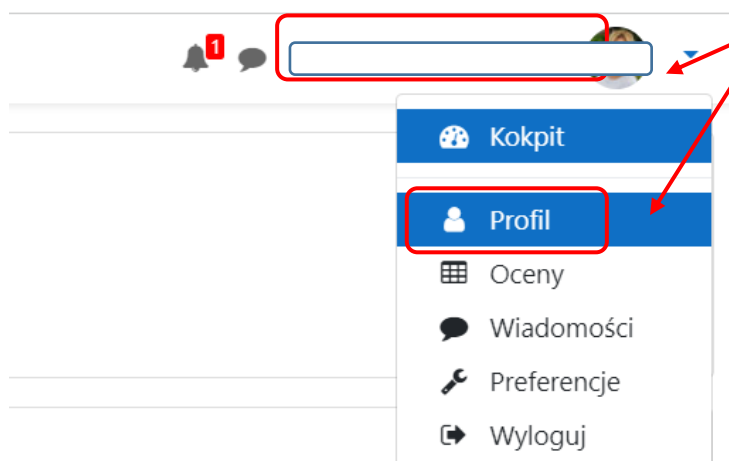 1
Kokpit
Profil
Oceny
Wiadomości
Preferencje
Wyloguj